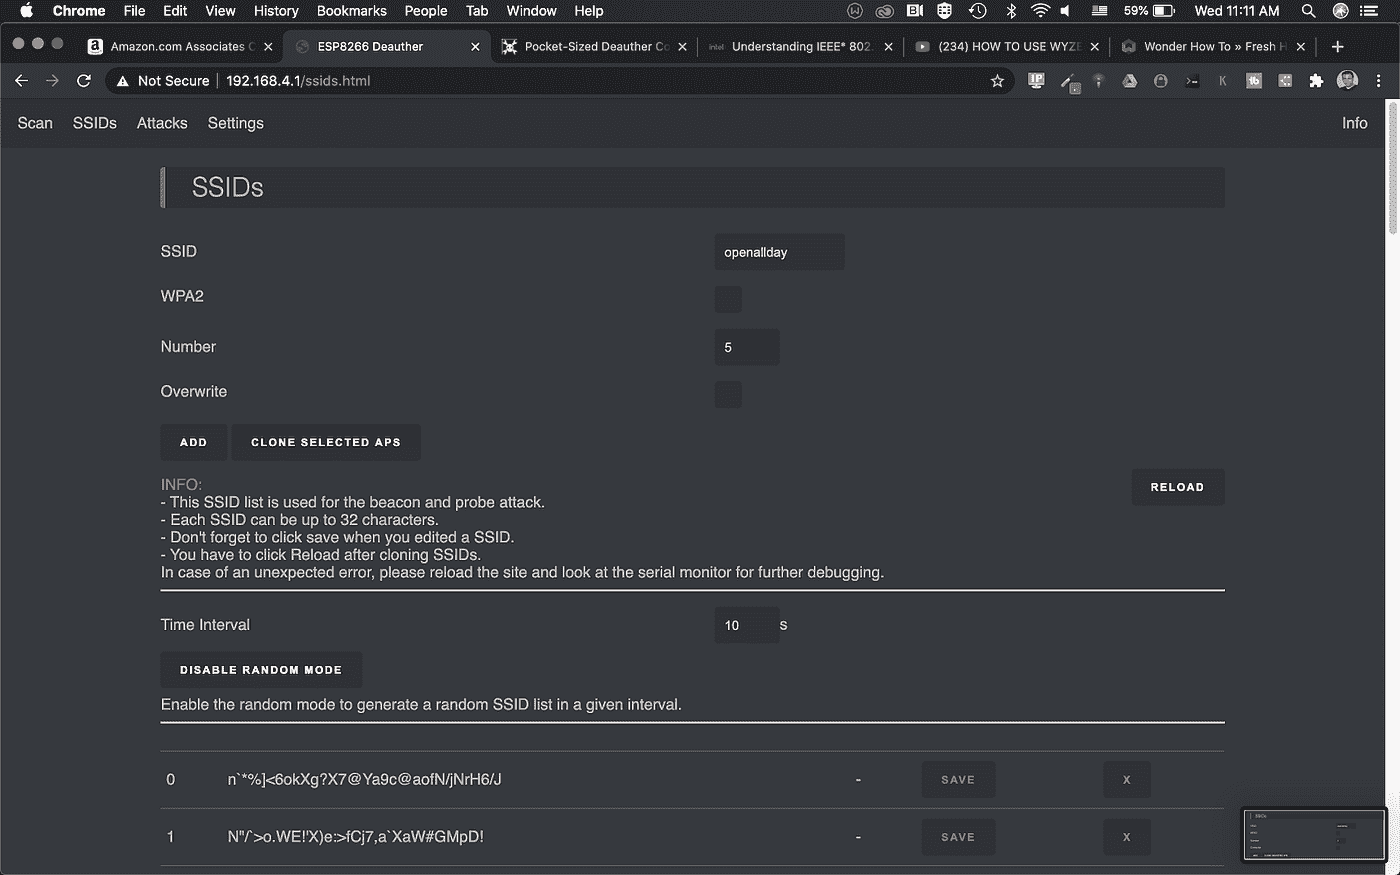 Chrome File Edit View History Bookmarks People Tab Window Help 59% Wed 11:11 AM
Amazon.com Associates C ESP8266 Deauther Pocket-Sized Deauther Co Understanding IEEE* 802. (234) HOW TO USE WYZE Wonder How To » Fresh H
Not Secure 192.168.4.1/ssids.html
Scan SSIDs Attacks Settings Info
SSIDs
SSID openallday
WPA2
Number 5
Overwrite
ADD CLONE SELECTED APS
INFO:
RELOAD
- This SSID list is used for the beacon and probe attack.
- Each SSID can be up to 32 characters.
- Don't forget to click save when you edited a SSID.
- You have to click Reload after cloning SSIDs.
In case of an unexpected error, please reload the site and look at the serial monitor for further debugging.
Time Interval 10 s
DISABLE RANDOM MODE
Enable the random mode to generate a random SSID list in a given interval.
0 n`*%]<6okXg?X7@Ya9c@aofN/jNrH6/J - SAVE X
1 N"/`>o.WE!'X)e:>fCj7,a`XaW#GMpD! - SAVE X